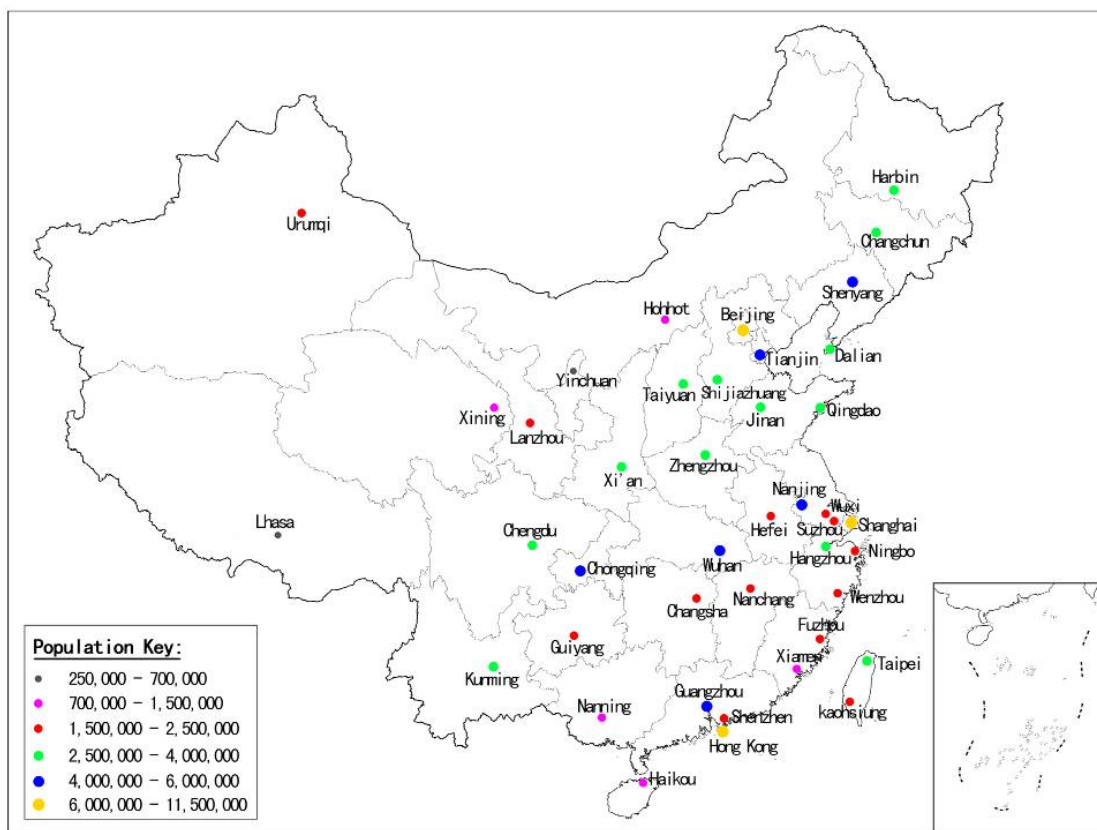 Harbin
Urumqi
Changchun
Shenyang
Hohhot
Beijing
Dalian
Tianjin
Yinchuan
Taiyuan
Shijiazhuang
Xining
Jinan
Qingdao
Lanzhou
Zhengzhou
Xi'an
Nanjing
Wuxi
Lhasa
Hefei
Suzhou
Shanghai
Chengdu
Hangzhou
Ningbo
Wuhan
Chongqing
Nanchang
Wenzhou
Changsha
Fuzhou
Guiyang
Xiamen
Taipei
Kunming
Guangzhou
Nanning
Shentzhen
kaohsiung
Hong Kong
Haikou
Population Key:
250,000 - 700,000
700,000 - 1,500,000
1,500,000 - 2,500,000
2,500,000 - 4,000,000
4,000,000 - 6,000,000
6,000,000 - 11,500,000